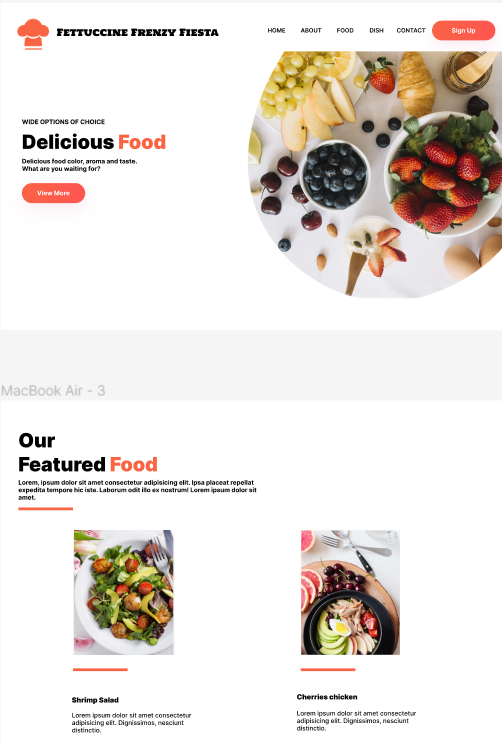 Fettuccine Frenzy Fiesta
HOME ABOUT FOOD DISH CONTACT Sign Up
WIDE OPTIONS OF CHOICE
Delicious Food
Delicious food color, aroma and taste.
What are you waiting for?
View More
MacBook Air - 3
Our
Featured Food
Lorem, ipsum dolor sit amet consectetur adipisicing elit. Ipsa placeat repellat
expedita tempore hic iste. Laborum odit illo ex nostrum! Lorem ipsum dolor sit
amet.
Shrimp Salad
Lorem ipsum dolor sit amet consectetur
adipisicing elit. Dignissimos, nesciunt
distinctio.
Cherries chicken
Lorem ipsum dolor sit amet consectetur
adipisicing elit. Dignissimos, nesciunt
distinctio.